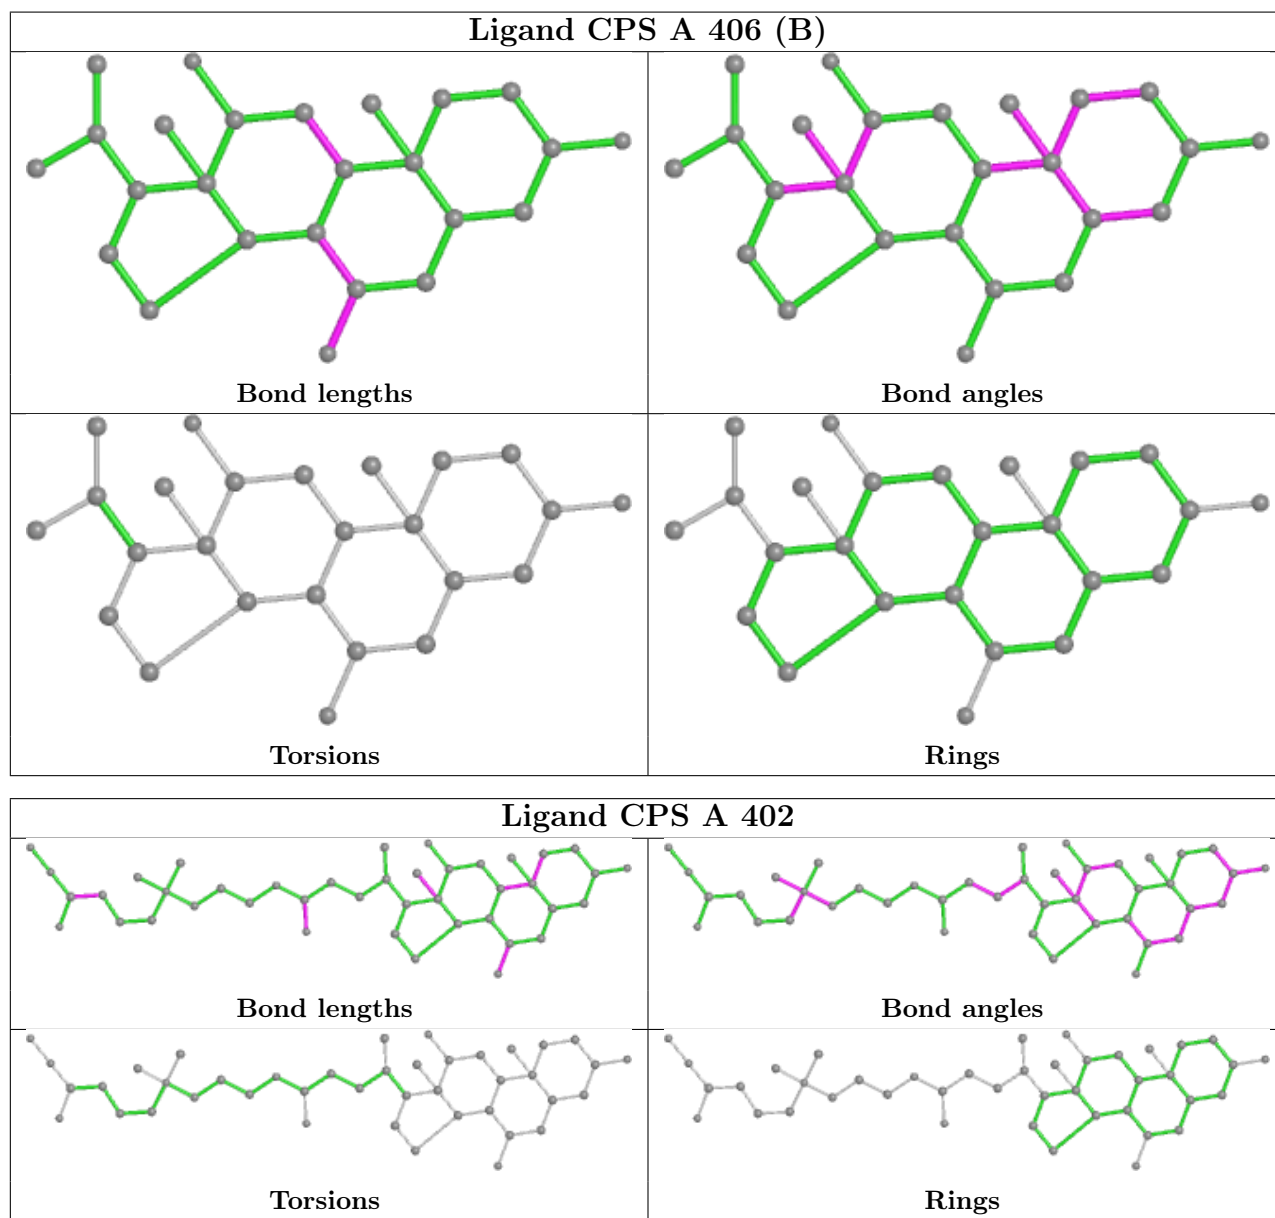 Ligand CPS A 406 (B)
Bond lengths
Bond angles
Torsions
Rings
Ligand CPS A 402
Bond lengths
Bond angles
Torsions
Rings